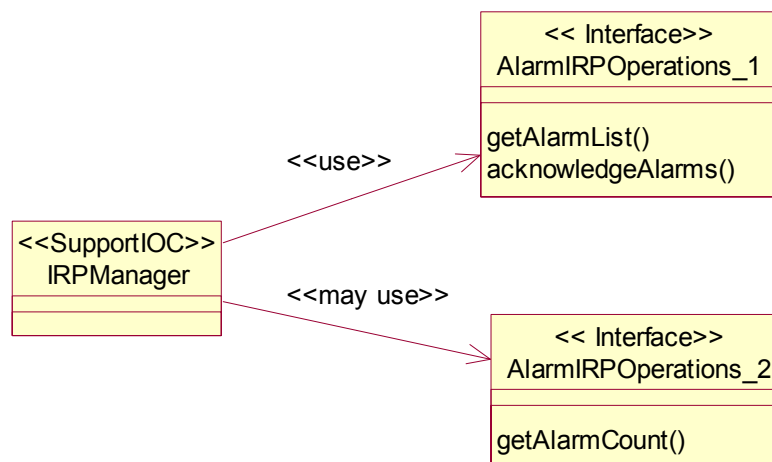 << Interface>>
AlarmIRPOperations_1
getAlarmList()
acknowledgeAlarms()
<<use>>
<<SupportIOC>>
IRPManager
<<may use>>
<< Interface>>
AlarmIRPOperations_2
getAlarmCount()